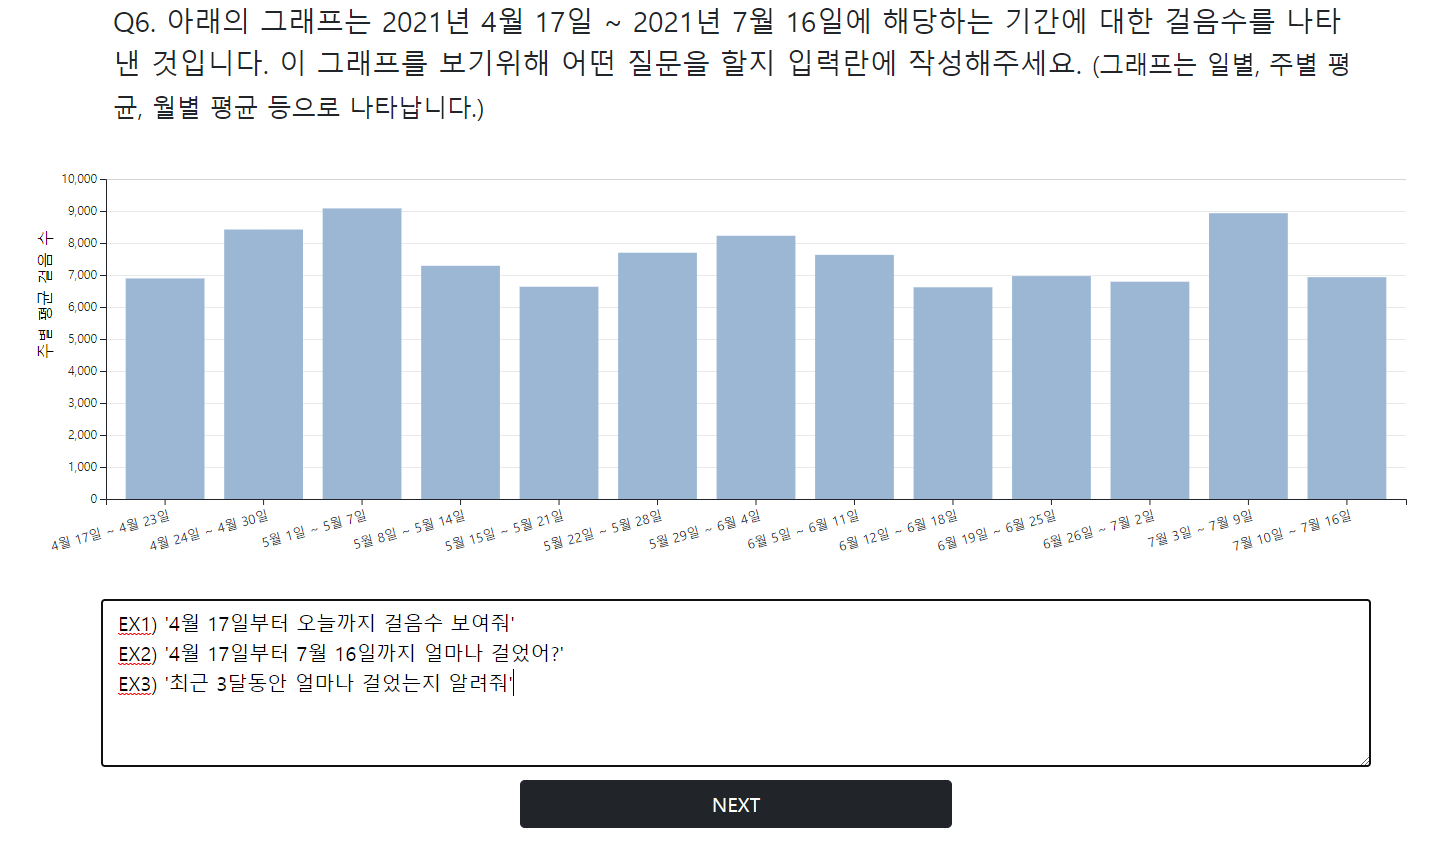 Q6. 아래의 그래프는 2021년 4월 17일 ~ 2021년 7월 16일에 해당하는 기간에 대한 걸음수를 나타
낸 것입니다. 이 그래프를 보기위해 어떤 질문을 할지 입력란에 작성해주세요. (그래프는 일별, 주별 평
균, 월별 평균 등으로 나타납니다.)
주별 평균 걸음 수
10,000
9,000
8,000
7,000
6,000
5,000
4,000
3,000
2,000
1,000
0
4월 17일 ~ 4월 23일
4월 24일 ~ 4월 30일
5월 1일 ~ 5월 7일
5월 8일 ~ 5월 14일
5월 15일 ~ 5월 21일
5월 22일 ~ 5월 28일
5월 29일 ~ 6월 4일
6월 5일 ~ 6월 11일
6월 12일 ~ 6월 18일
6월 19일 ~ 6월 25일
6월 26일 ~ 7월 2일
7월 3일 ~ 7월 9일
7월 10일 ~ 7월 16일
EX1) '4월 17일부터 오늘까지 걸음수 보여줘'
EX2) '4월 17일부터 7월 16일까지 얼마나 걸었어?'
EX3) '최근 3달동안 얼마나 걸었는지 알려줘'
NEXT